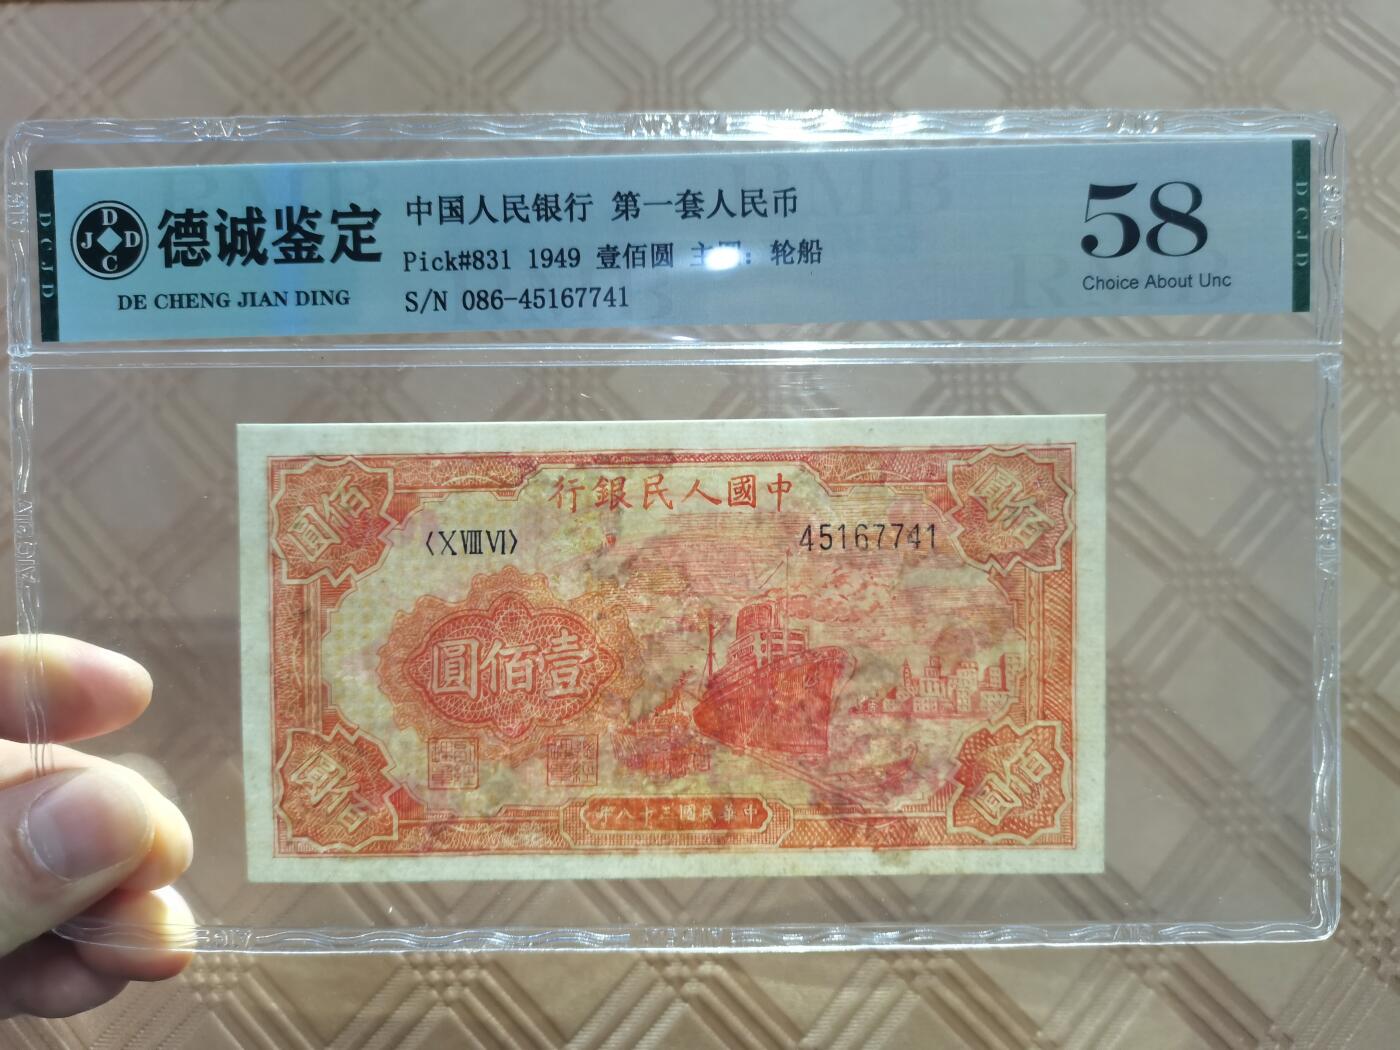 D
J D
C
德诚鉴定
DE CHENG JIAN DING
中国人民银行 第一套人民币
Pick#831 1949 壹佰圆 主图：轮船
S/N 086-45167741
58
Choice About Unc
D C J D
D C J D
行銀民人國中
〈X VIII VI〉
45167741
圓佰壹
佰圓
壹佰
圓佰
佰圓
年八十三國民華中